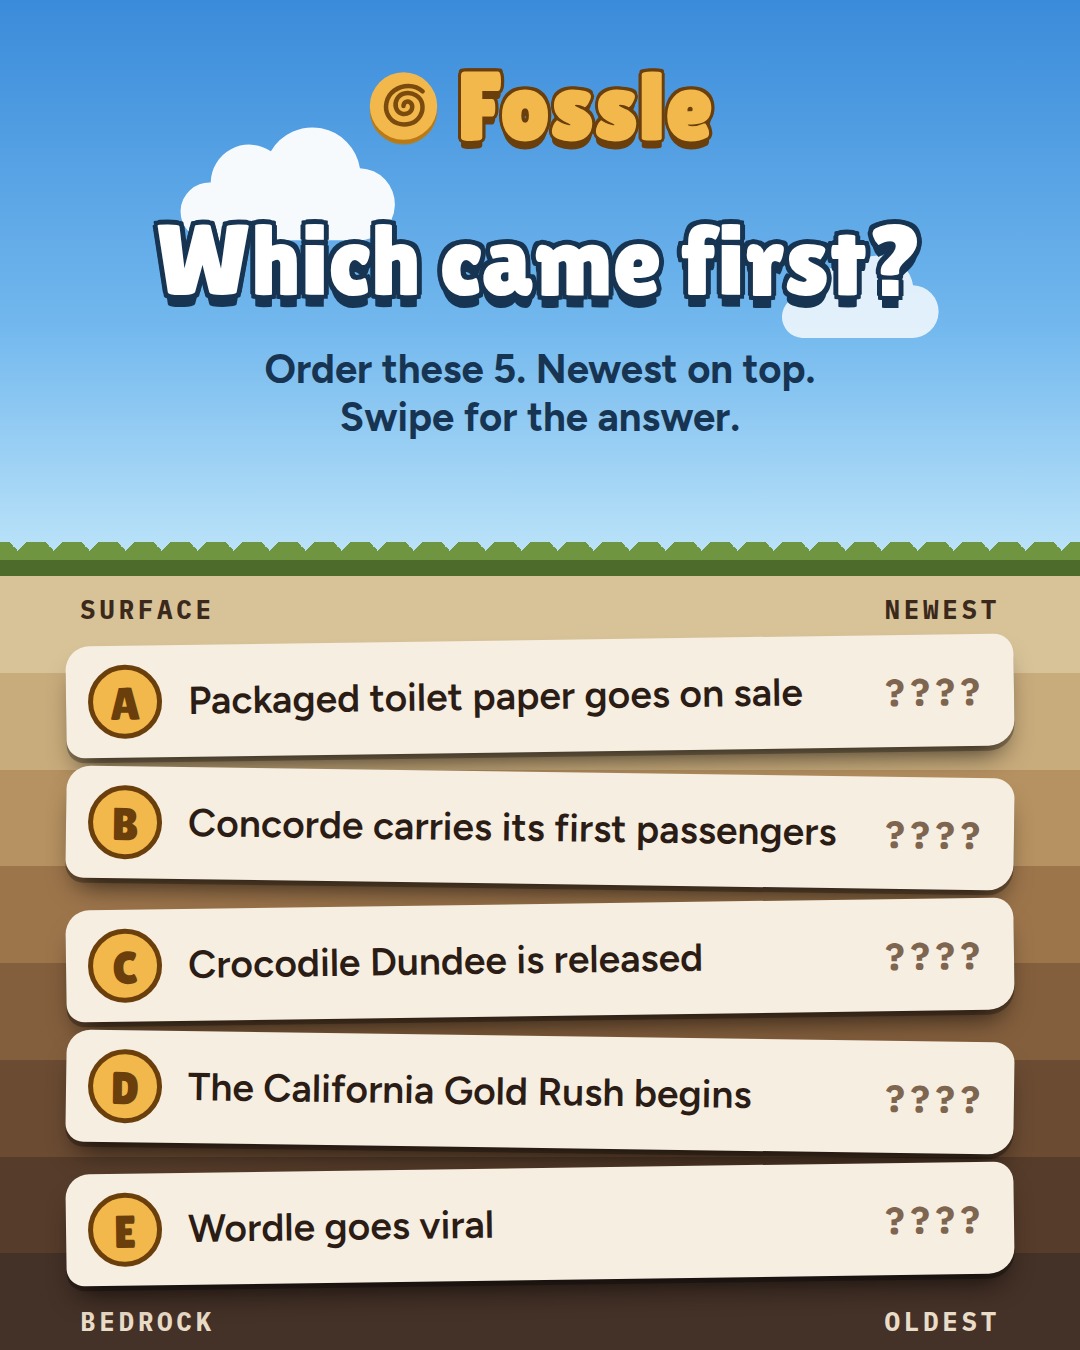 Fossle
Which came first?
Order these 5. Newest on top.
Swipe for the answer.
SURFACE NEWEST
A Packaged toilet paper goes on sale ????
B Concorde carries its first passengers ????
C Crocodile Dundee is released ????
D The California Gold Rush begins ????
E Wordle goes viral ????
BEDROCK OLDEST